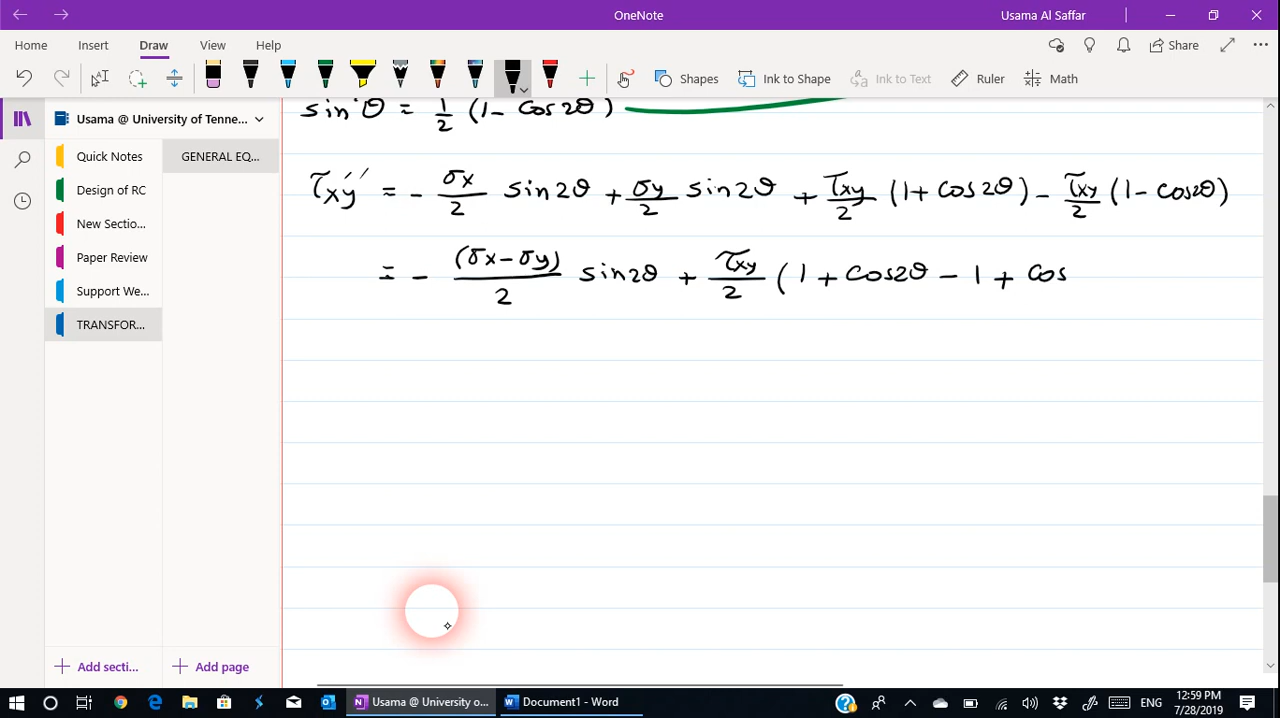 OneNote
Usama Al Saffar
Home Insert Draw View Help
Share
Shapes Ink to Shape Ink to Text Ruler Math
Usama @ University of Tenne...
Quick Notes
Design of RC
New Sectio...
Paper Review
Support We...
TRANSFOR...
GENERAL EQ...
sin²θ = 1/2 (1 - cos2θ)
τx'y' = - σx/2 sin2θ + σy/2 sin2θ + τxy/2 (1 + cos2θ) - τxy/2 (1 - cos2θ)
= - (σx - σy)/2 sin2θ + τxy/2 (1 + cos2θ - 1 + cos
Add secti...
Add page
Usama @ University o...
Document1 - Word
ENG
12:59 PM
7/28/2019